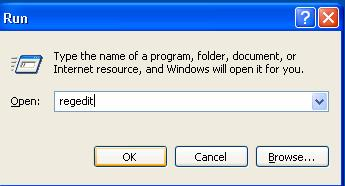 Run
Type the name of a program, folder, document, or
Internet resource, and Windows will open it for you.
Open: regedit
OK Cancel Browse...